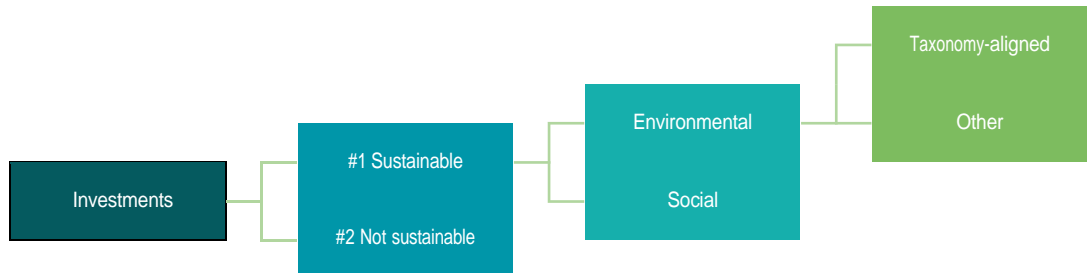 Investments
#1 Sustainable
#2 Not sustainable
Environmental
Social
Taxonomy-aligned
Other